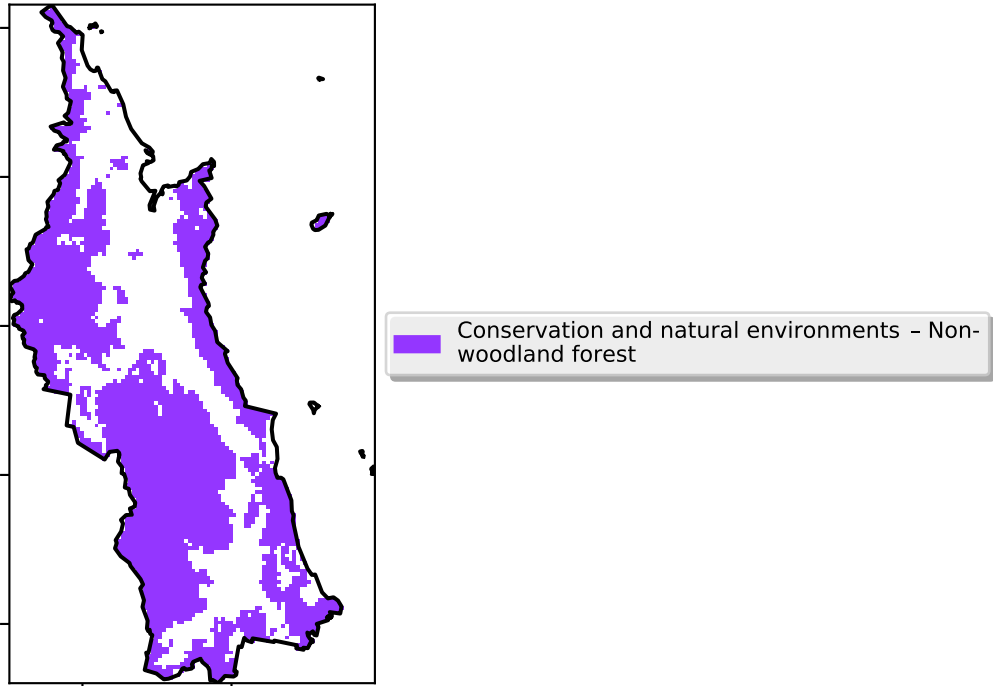 Conservation and natural environments – Non-
woodland forest